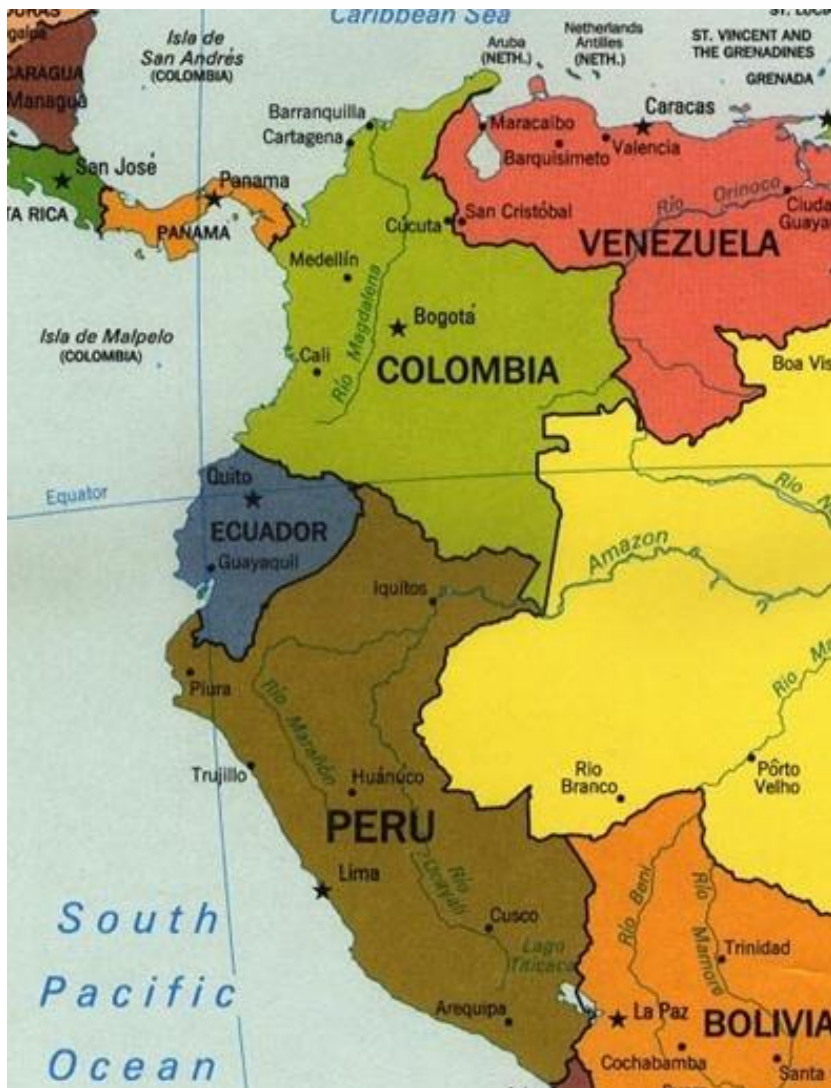 Caribbean Sea
Isla de
San Andrés
(COLOMBIA)
Managua
Aruba
(NETH.)
Netherlands
Antilles
(NETH.)
ST. VINCENT AND
THE GRENADINES
GRENADA
Barranquilla
Cartagena
Maracaibo
Caracas
Barquisimeto
Valencia
San José
Panama
PANAMA
Cúcuta
San Cristóbal
Río Orinoco
VENEZUELA
Medellín
Río Magdalena
Bogotá
Isla de Malpelo
(COLOMBIA)
Cali
COLOMBIA
Equator
Quito
ECUADOR
Guayaquil
Amazon
Iquitos
Piura
Río Marañón
Trujillo
Huánuco
Rio
Branco
Pôrto
Velho
PERU
Lima
Río
Ucayali
Río Beni
Río
Mamore
South
Pacific
Ocean
Cusco
Lago
Titicaca
Trinidad
Arequipa
La Paz
BOLIVIA
Cochabamba
Santa